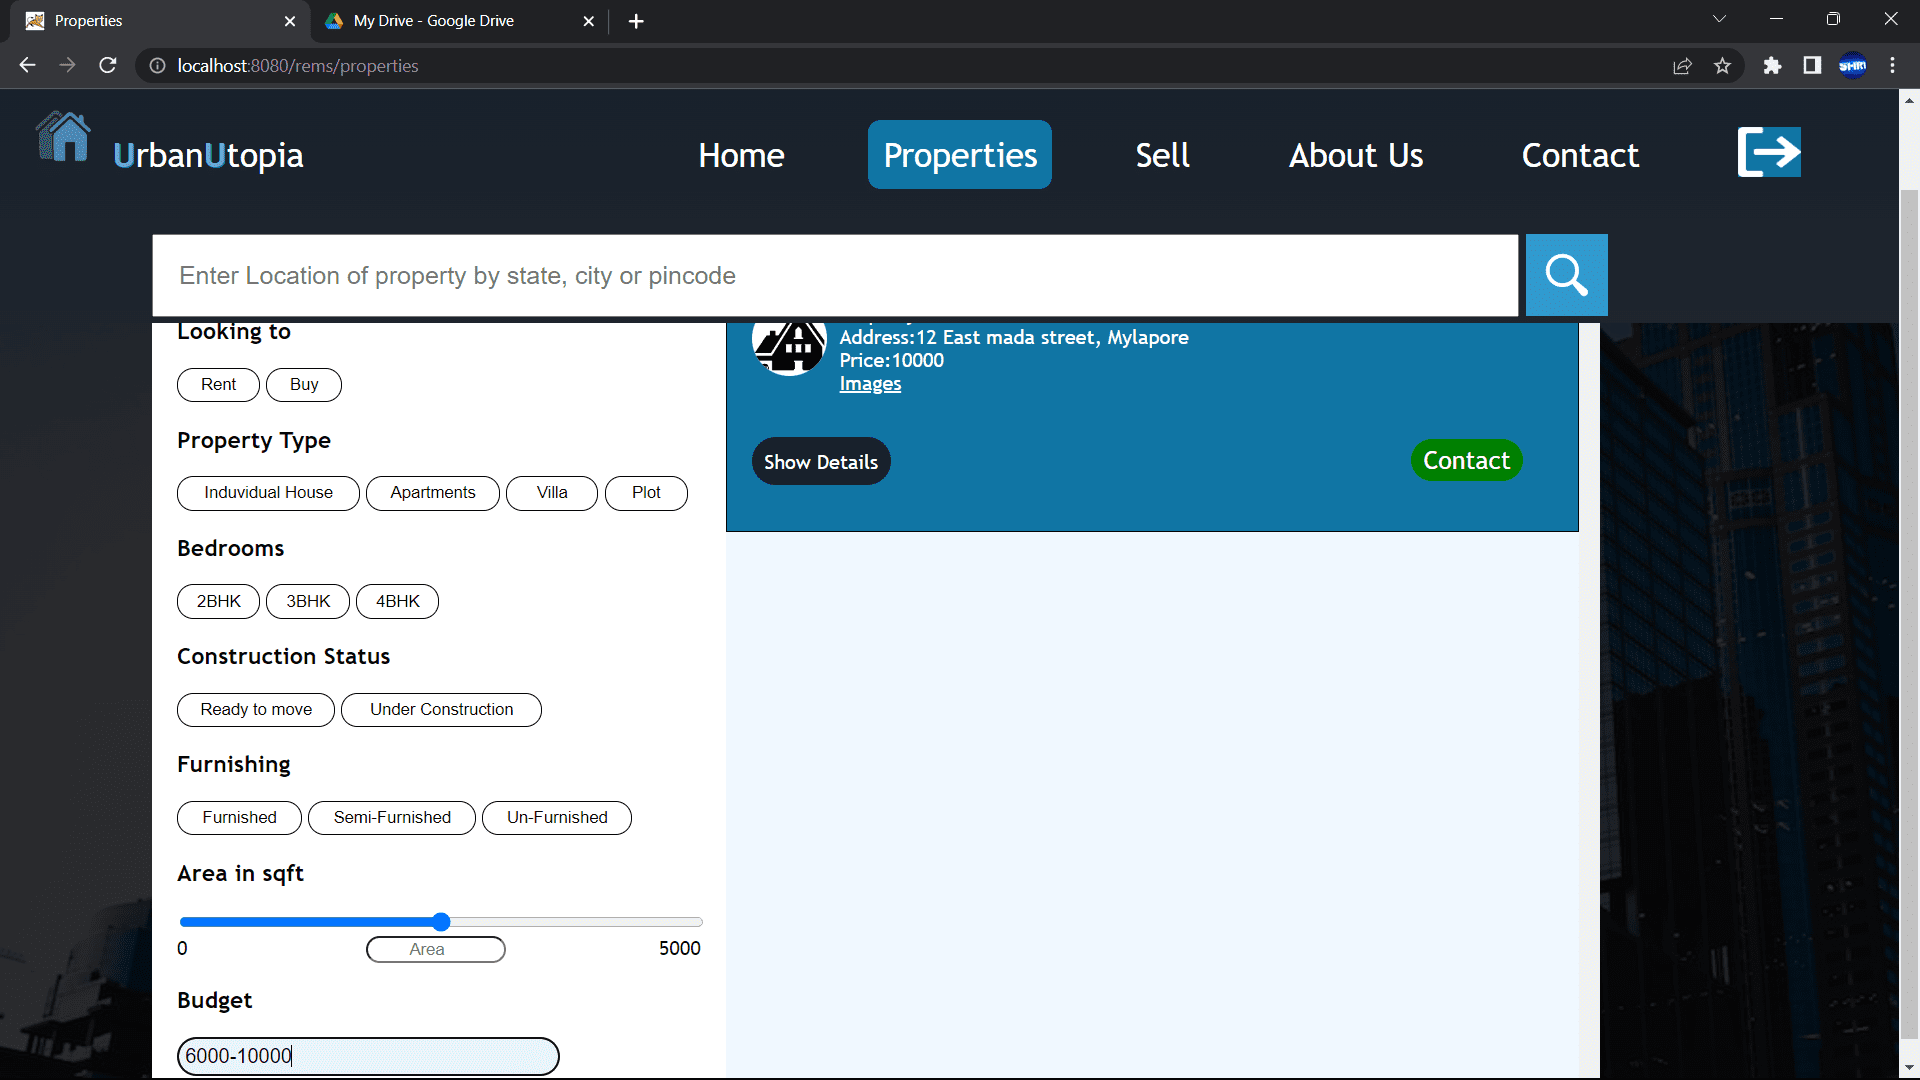 Properties
My Drive - Google Drive
localhost:8080/rems/properties
SHRI
UrbanUtopia
Home
Properties
Sell
About Us
Contact
Enter Location of property by state, city or pincode
Looking to
Rent
Buy
Property Type
Induvidual House
Apartments
Villa
Plot
Bedrooms
2BHK
3BHK
4BHK
Construction Status
Ready to move
Under Construction
Furnishing
Furnished
Semi-Furnished
Un-Furnished
Area in sqft
0
Area
5000
Budget
6000-10000
Address:12 East mada street, Mylapore
Price:10000
Images
Show Details
Contact